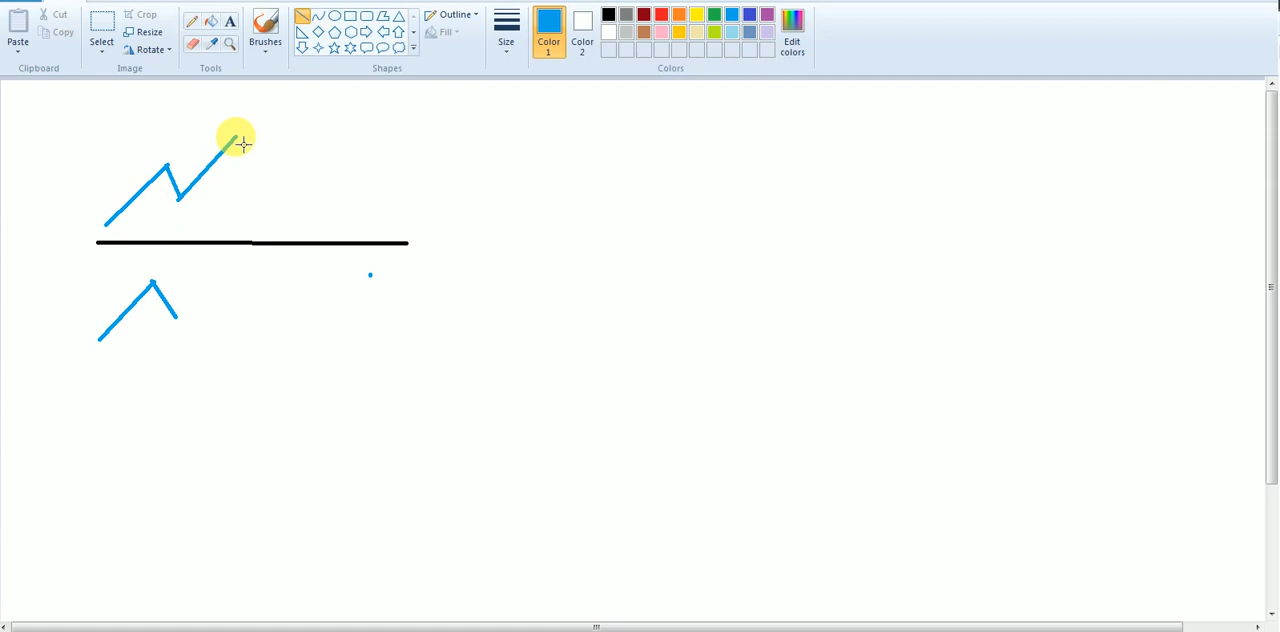 Cut
Copy
Paste
Clipboard
Select
Crop
Resize
Rotate
Image
A
Tools
Brushes
Shapes
Outline
Fill
Size
Color
1
Color
2
Colors
Edit
colors